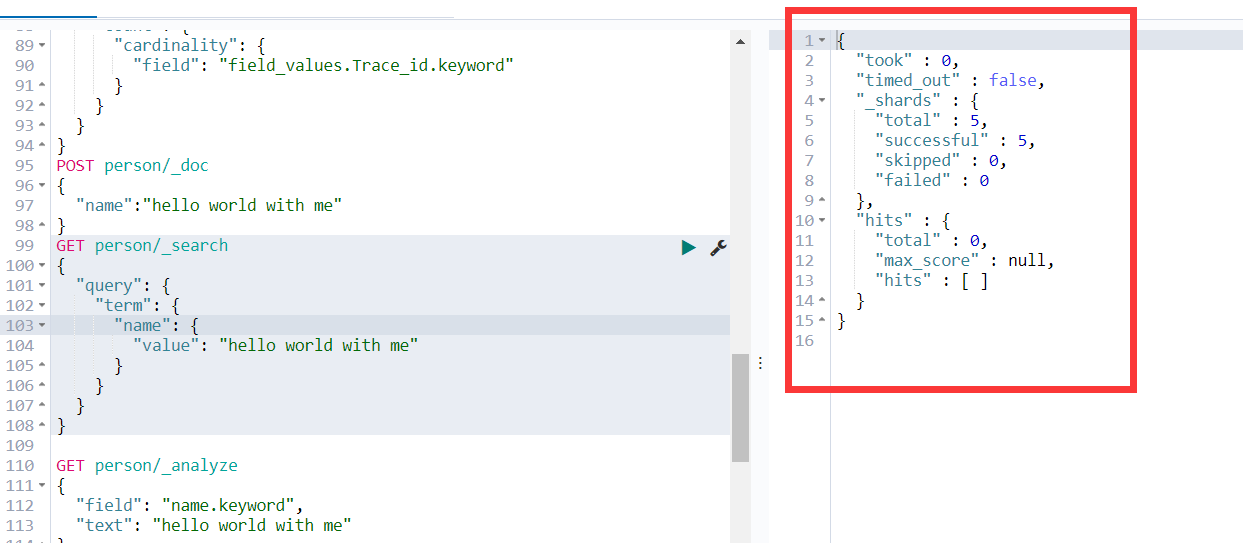 89 "cardinality": {
90 "field": "field_values.Trace_id.keyword"
91 }
92 }
93 }
94 }
95 POST person/_doc
96 {
97 "name":"hello world with me"
98 }
99 GET person/_search
100 {
101 "query": {
102 "term": {
103 "name": {
104 "value": "hello world with me"
105 }
106 }
107 }
108 }
109
110 GET person/_analyze
111 {
112 "field": "name.keyword",
113 "text": "hello world with me"
1 {
2 "took" : 0,
3 "timed_out" : false,
4 "_shards" : {
5 "total" : 5,
6 "successful" : 5,
7 "skipped" : 0,
8 "failed" : 0
9 },
10 "hits" : {
11 "total" : 0,
12 "max_score" : null,
13 "hits" : [ ]
14 }
15 }
16